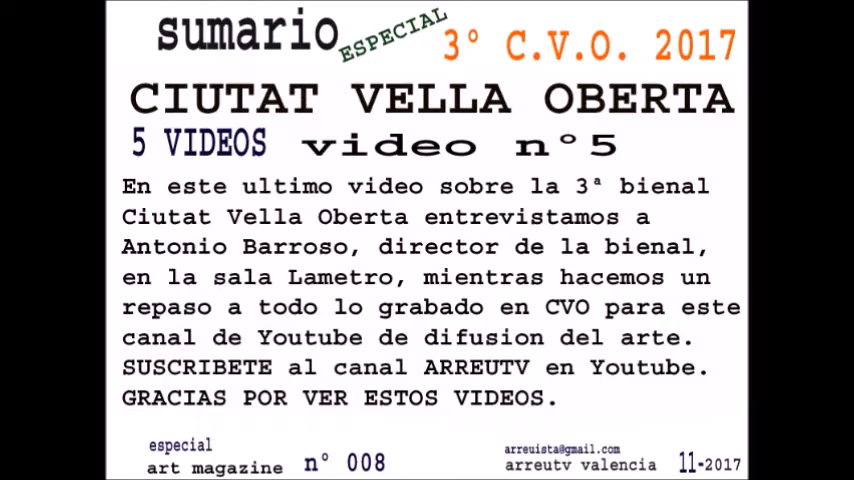 sumario ESPECIAL 3º C.V.O. 2017
CIUTAT VELLA OBERTA
5 VIDEOS video nº5
En este ultimo video sobre la 3ª bienal
Ciutat Vella Oberta entrevistamos a
Antonio Barroso, director de la bienal,
en la sala Lametro, mientras hacemos un
repaso a todo lo grabado en CVO para este
canal de Youtube de difusion del arte.
SUSCRIBETE al canal ARREUTV en Youtube.
GRACIAS POR VER ESTOS VIDEOS.
especial arreuista@gmail.com
art magazine nº 008 arreutv valencia 11-2017